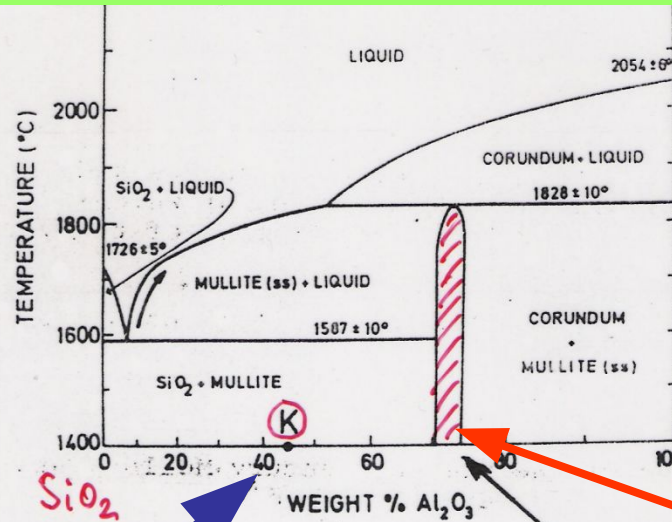 LIQUID
2054 ± 6°
2000
CORUNDUM + LIQUID
SiO₂ + LIQUID
1828 ± 10°
1800
1726 ± 5°
TEMPERATURE (°C)
MULLITE (ss) + LIQUID
1587 ± 10°
CORUNDUM
+
MULLITE (ss)
1600
SiO₂ + MULLITE
K
1400
0 20 40 60 80 10
SiO₂
WEIGHT % Al₂O₃